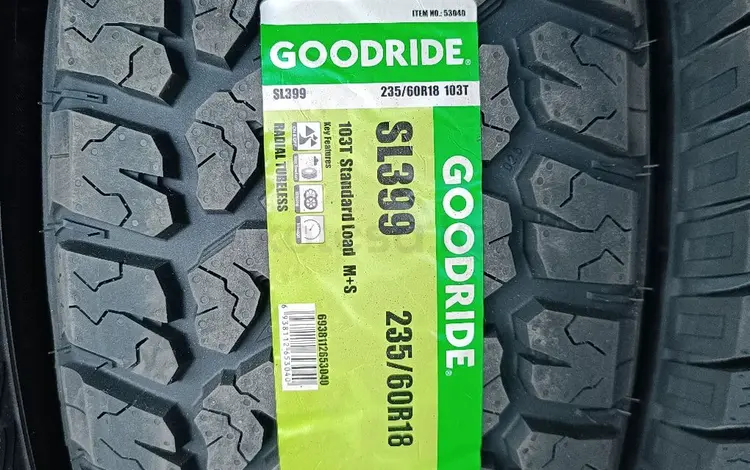 ITEM NO.: 53040
GOODRIDE®
SL399 235/60R18 103T
SL399 235/60R18
103T Standard Load M+S
Key Features
RADIAL TUBELESS
6938112653040
GOODRIDE®